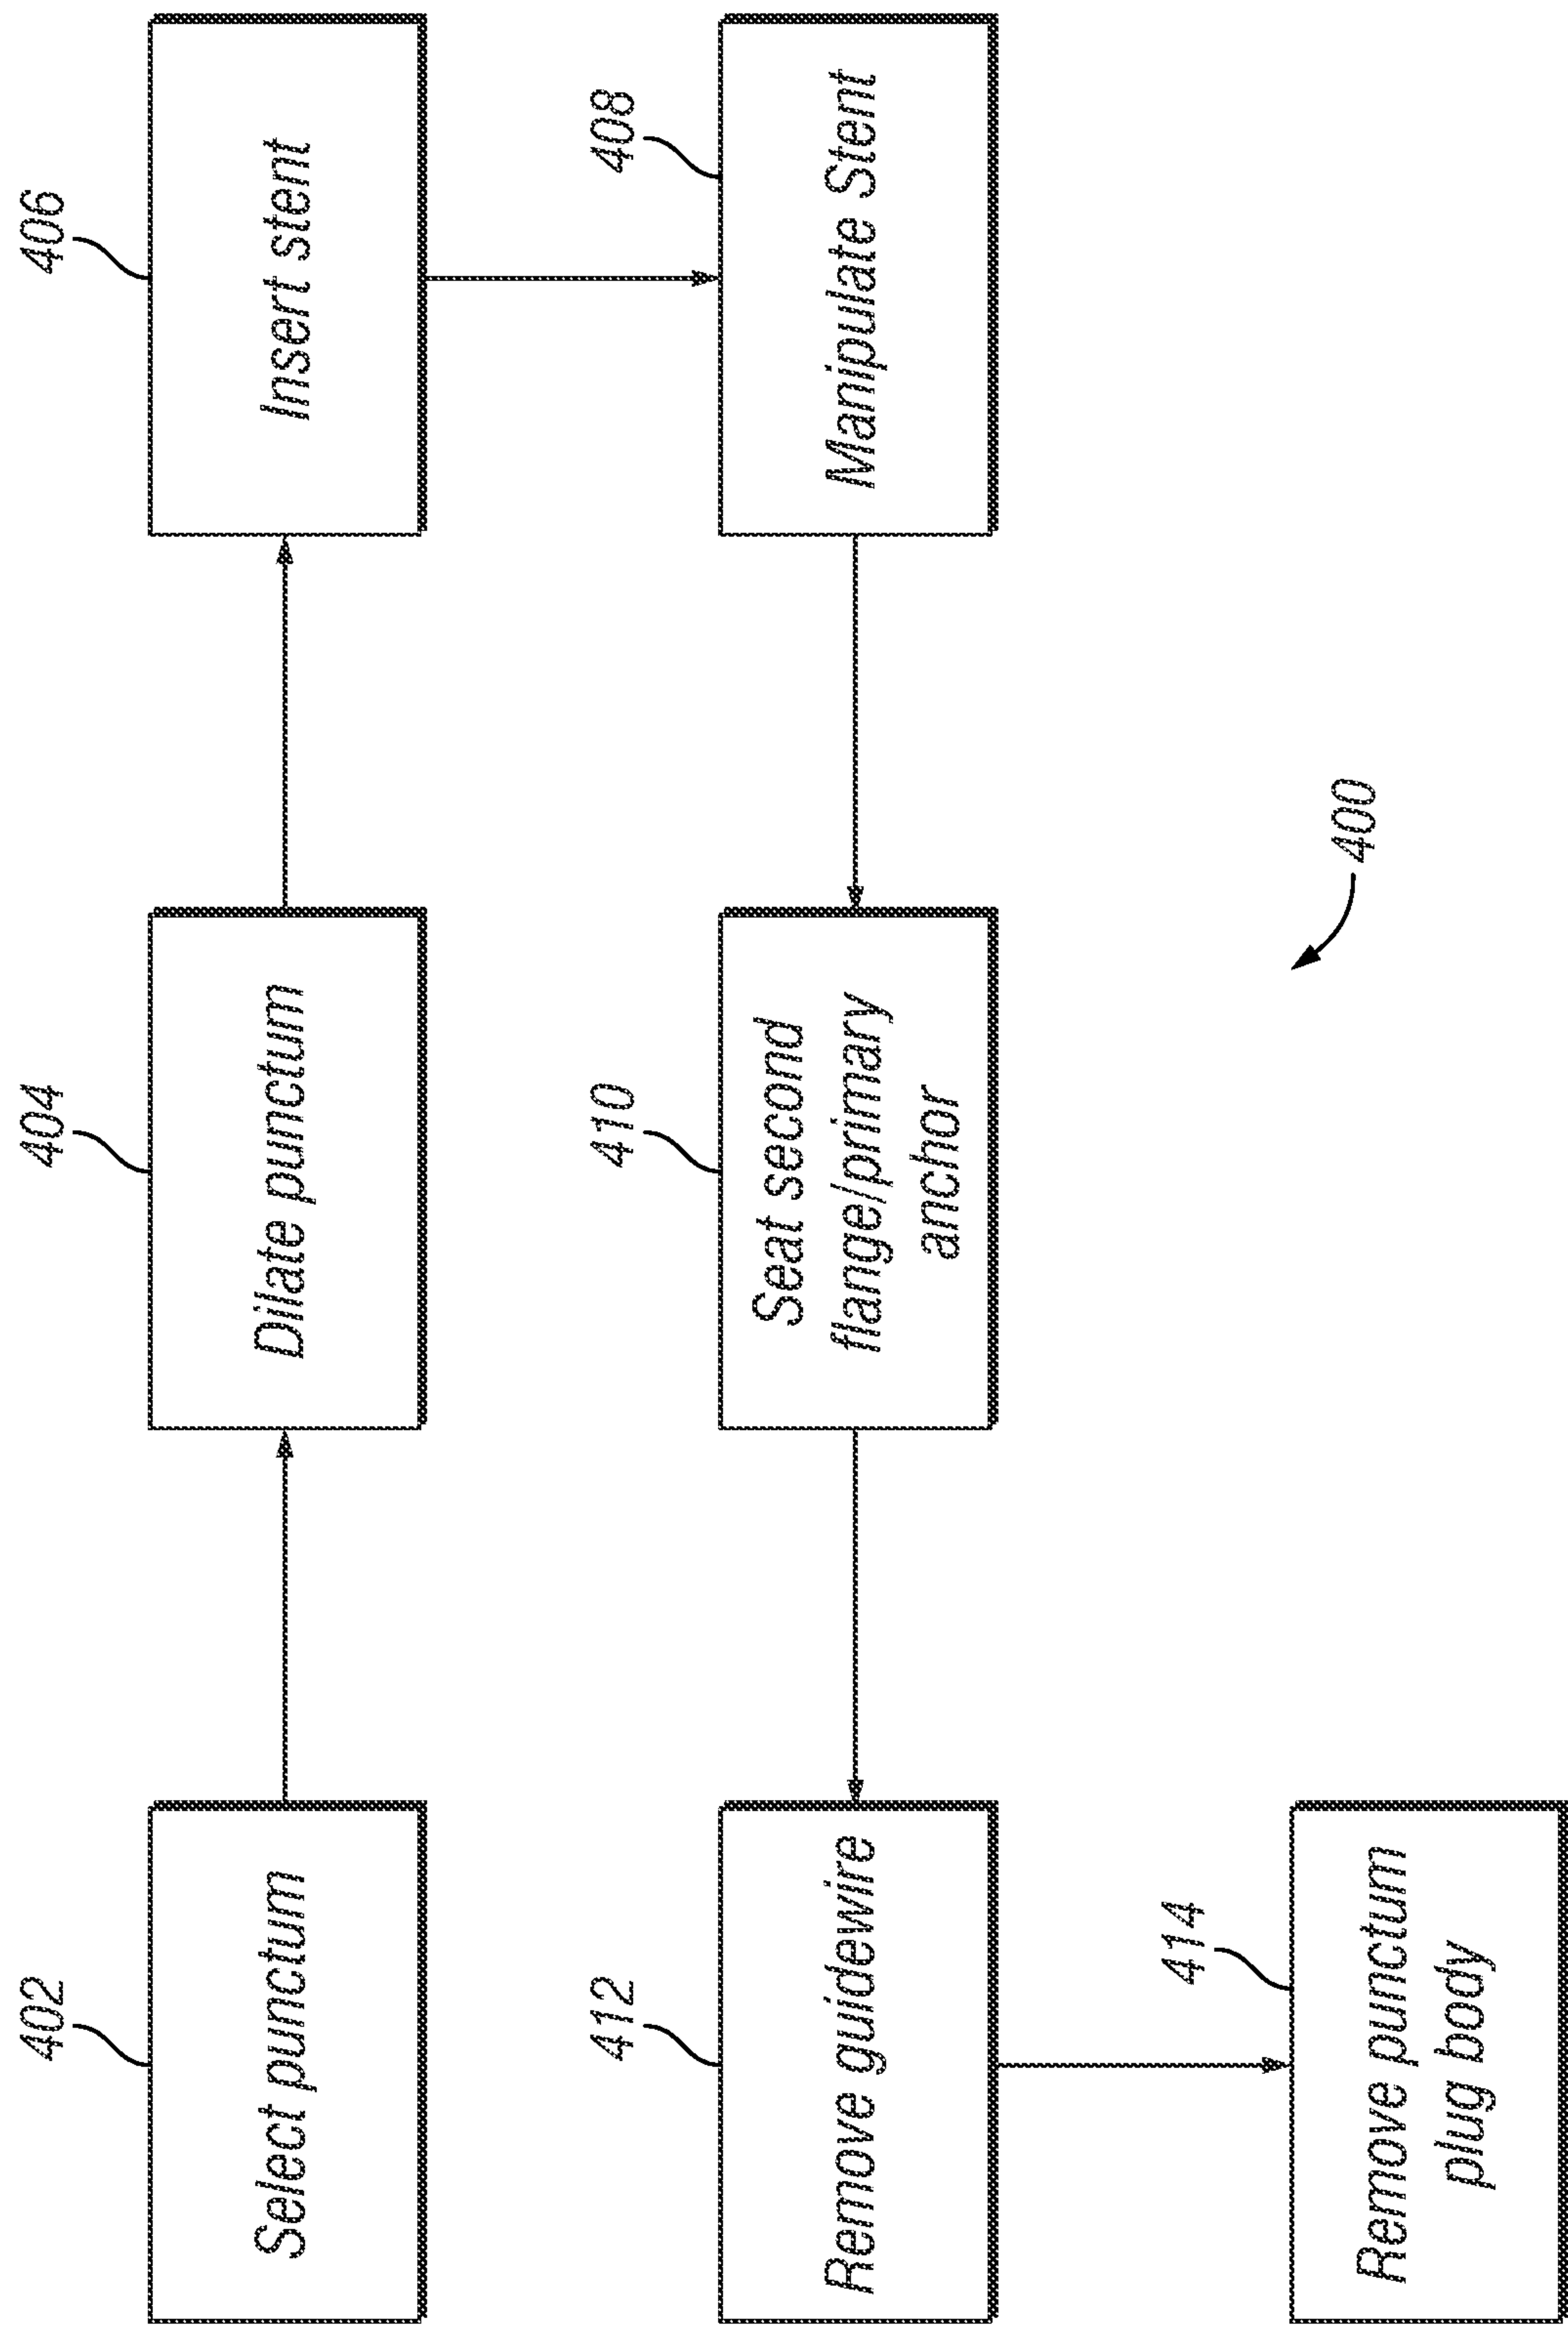 402
Select punctum
404
Dilate punctum
406
Insert stent
408
Manipulate Stent
410
Seat second
flange/primary
anchor
412
Remove guidewire
414
Remove punctum
plug body
400